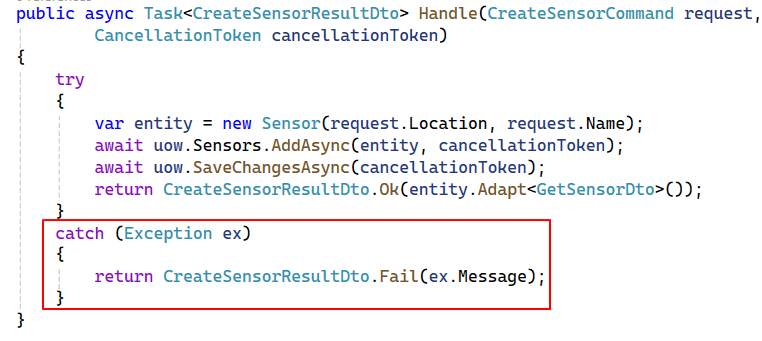 public async Task<CreateSensorResultDto> Handle(CreateSensorCommand request,
        CancellationToken cancellationToken)
{
    try
    {
        var entity = new Sensor(request.Location, request.Name);
        await uow.Sensors.AddAsync(entity, cancellationToken);
        await uow.SaveChangesAsync(cancellationToken);
        return CreateSensorResultDto.Ok(entity.Adapt<GetSensorDto>());
    }
    catch (Exception ex)
    {
        return CreateSensorResultDto.Fail(ex.Message);
    }
}